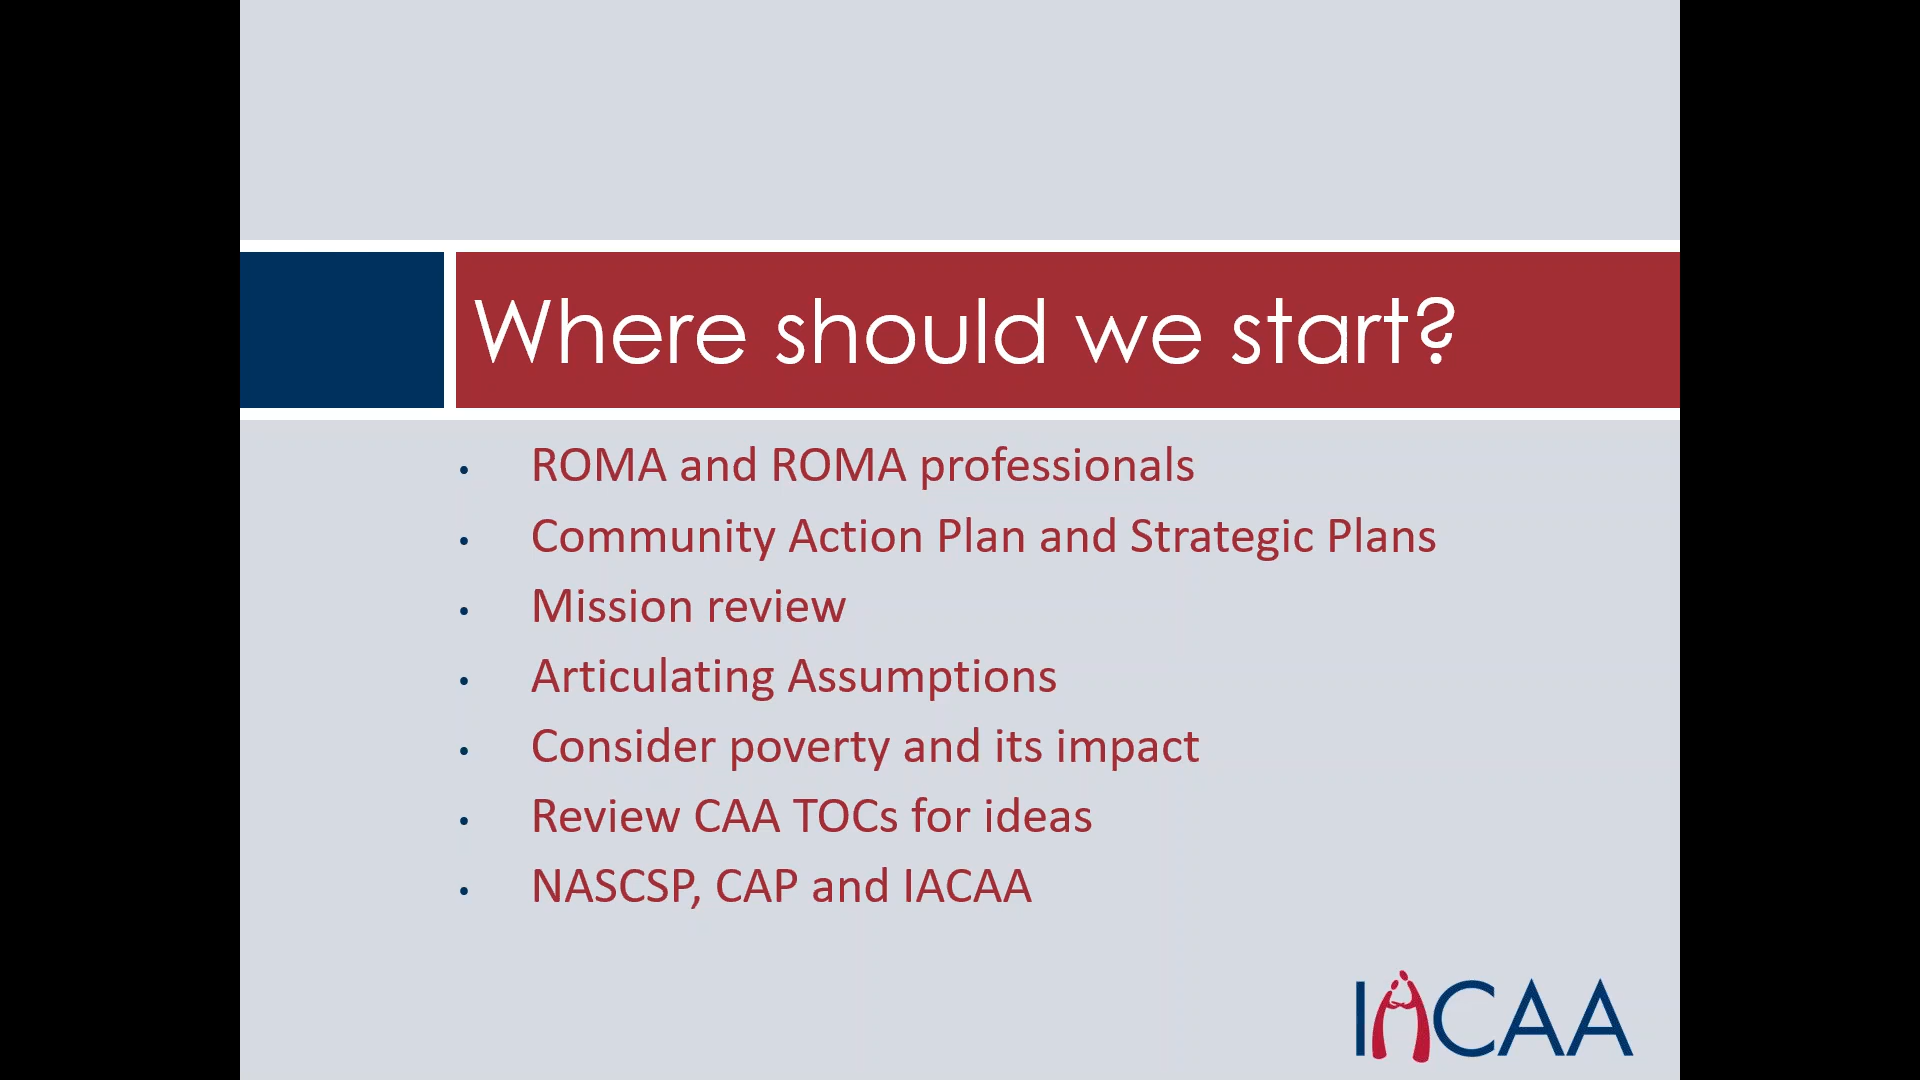 Where should we start?
• ROMA and ROMA professionals
• Community Action Plan and Strategic Plans
• Mission review
• Articulating Assumptions
• Consider poverty and its impact
• Review CAA TOCs for ideas
• NASCSP, CAP and IACAA
IACAA